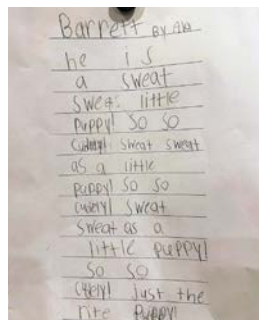 Barrett By Ava
he is
a sweat
sweat little
puppy! so so
sweat sweat
as a little
puppy! so so
sweat
sweat as a
little puppy!
so so
just the
rite puppy!